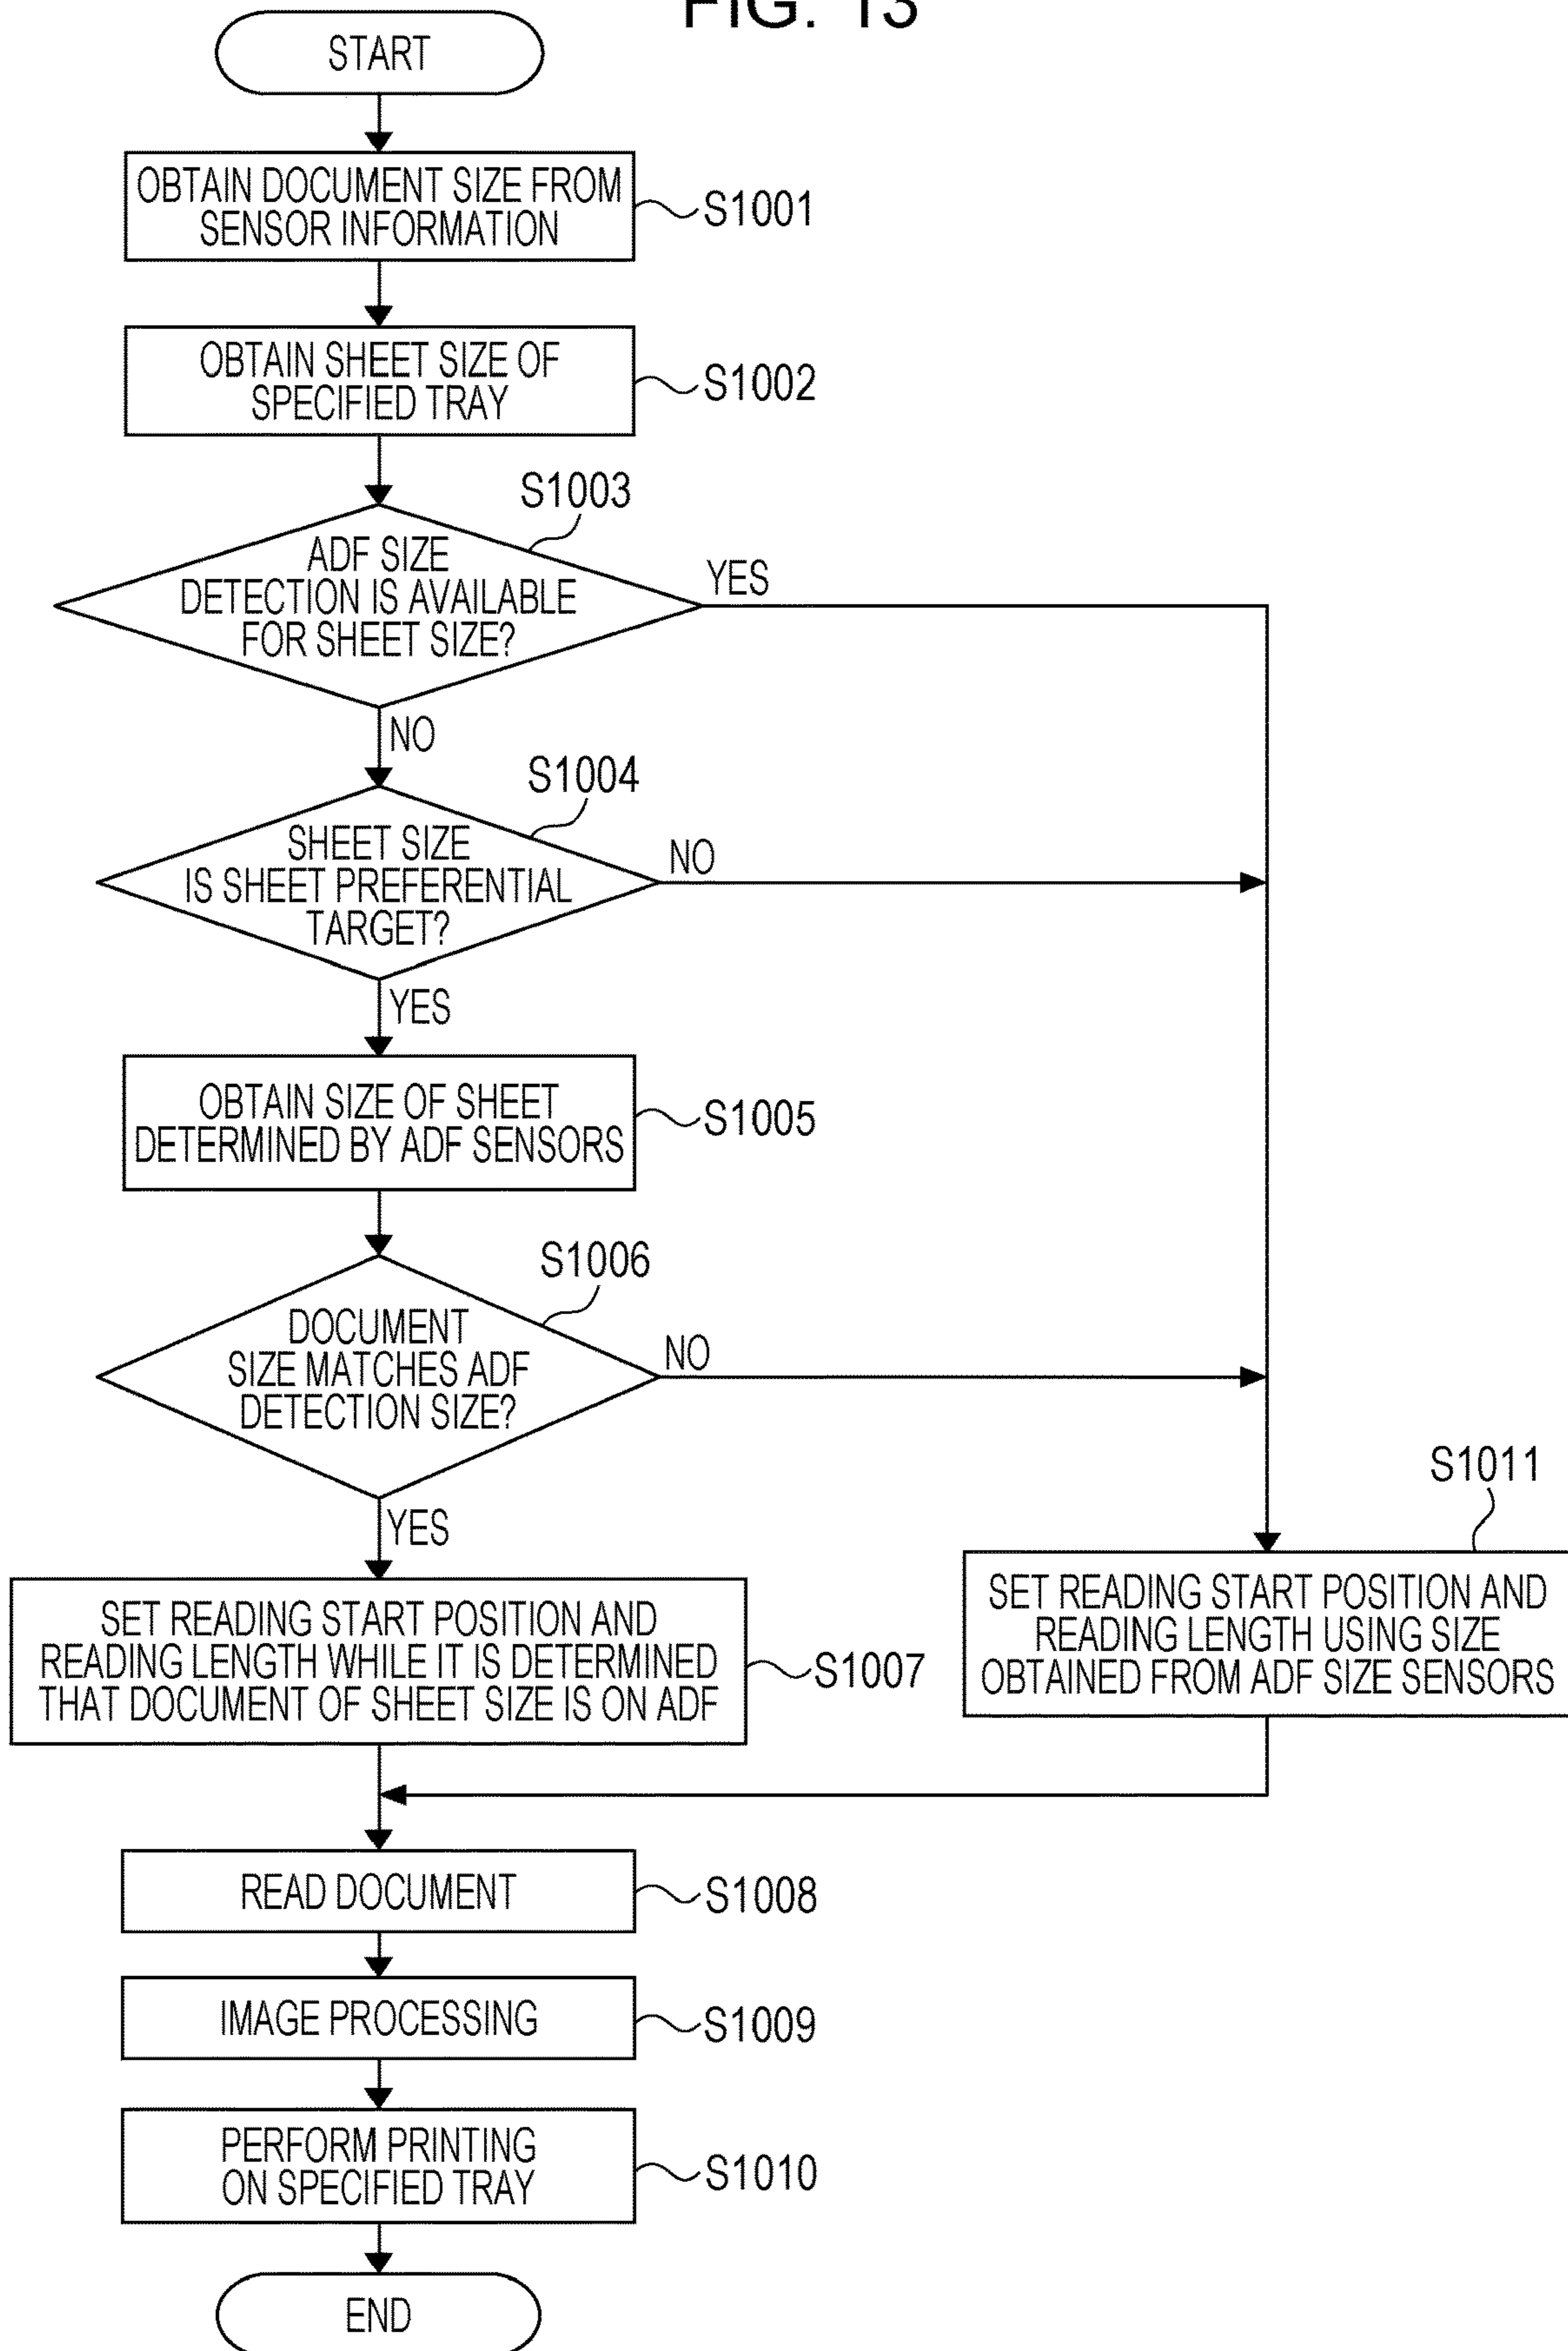 FIG. 13
START
OBTAIN DOCUMENT SIZE FROM
SENSOR INFORMATION
S1001
OBTAIN SHEET SIZE OF
SPECIFIED TRAY
S1002
S1003
ADF SIZE
DETECTION IS AVAILABLE
FOR SHEET SIZE?
YES
NO
S1004
SHEET SIZE
IS SHEET PREFERENTIAL
TARGET?
NO
YES
OBTAIN SIZE OF SHEET
DETERMINED BY ADF SENSORS
S1005
S1006
DOCUMENT
SIZE MATCHES ADF
DETECTION SIZE?
NO
YES
S1011
SET READING START POSITION AND
READING LENGTH USING SIZE
OBTAINED FROM ADF SIZE SENSORS
SET READING START POSITION AND
READING LENGTH WHILE IT IS DETERMINED
THAT DOCUMENT OF SHEET SIZE IS ON ADF
S1007
READ DOCUMENT
S1008
IMAGE PROCESSING
S1009
PERFORM PRINTING
ON SPECIFIED TRAY
S1010
END